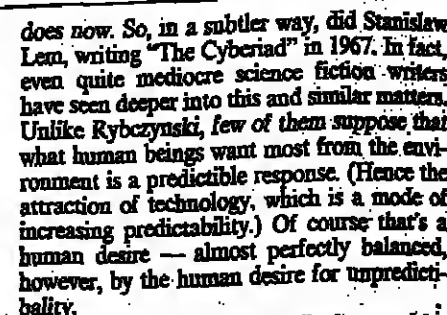 does now. So, in a subtler way, did Stanislaw
Lem, writing “The Cyberiad” in 1967. In fact,
even quite mediocre science fiction writers
have seen deeper into this and similar matters.
Unlike Rybczynski, few of them suppose that
what human beings want most from the envi-
ronment is a predictible response. (Hence the
attraction of technology, which is a mode of
increasing predictability.) Of course that's a
human desire — almost perfectly balanced,
however, by the human desire for unpredicti-
bality.